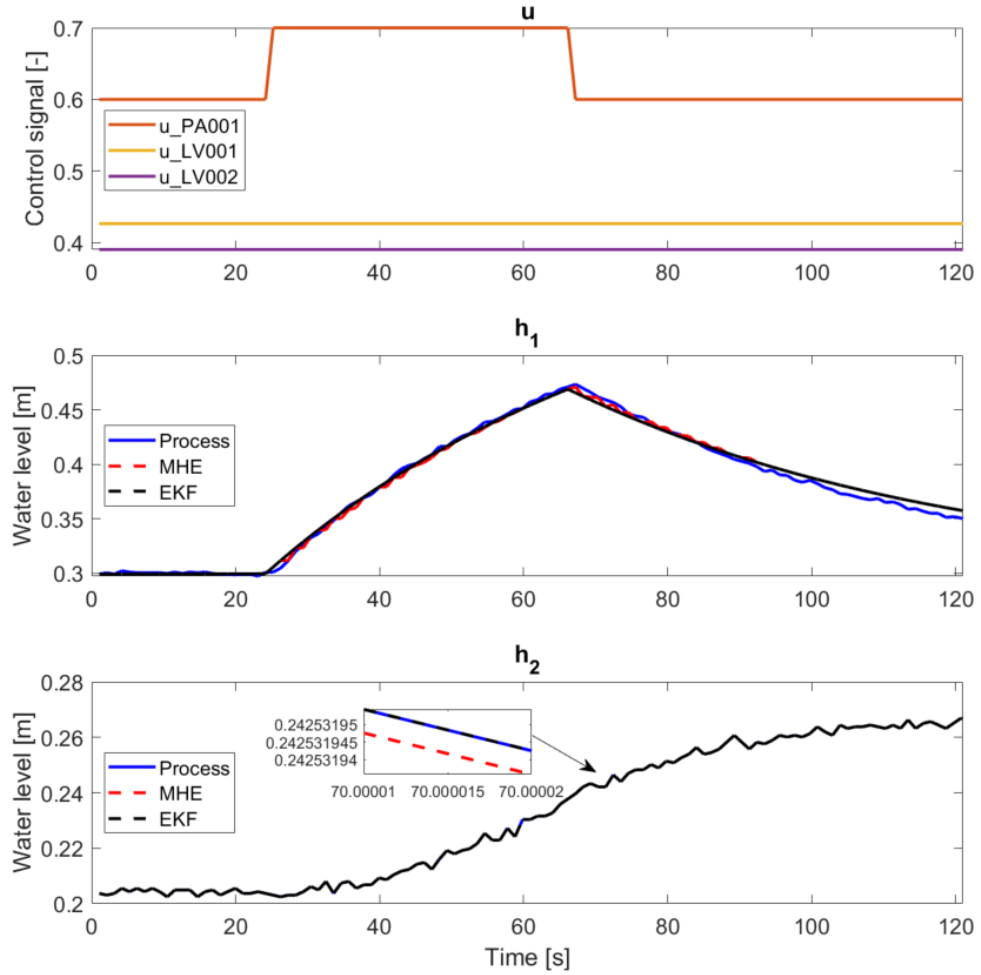 u
Control signal [-]
0.7
0.6
0.5
0.4
u_PA001
u_LV001
u_LV002
0 20 40 60 80 100 120
h1
Water level [m]
0.5
0.45
0.4
0.35
0.3
Process
MHE
EKF
0 20 40 60 80 100 120
h2
Water level [m]
0.28
0.26
0.24
0.22
0.2
0.24253195
0.242531945
0.24253194
70.00001 70.000015 70.00002
Process
MHE
EKF
0 20 40 60 80 100 120
Time [s]